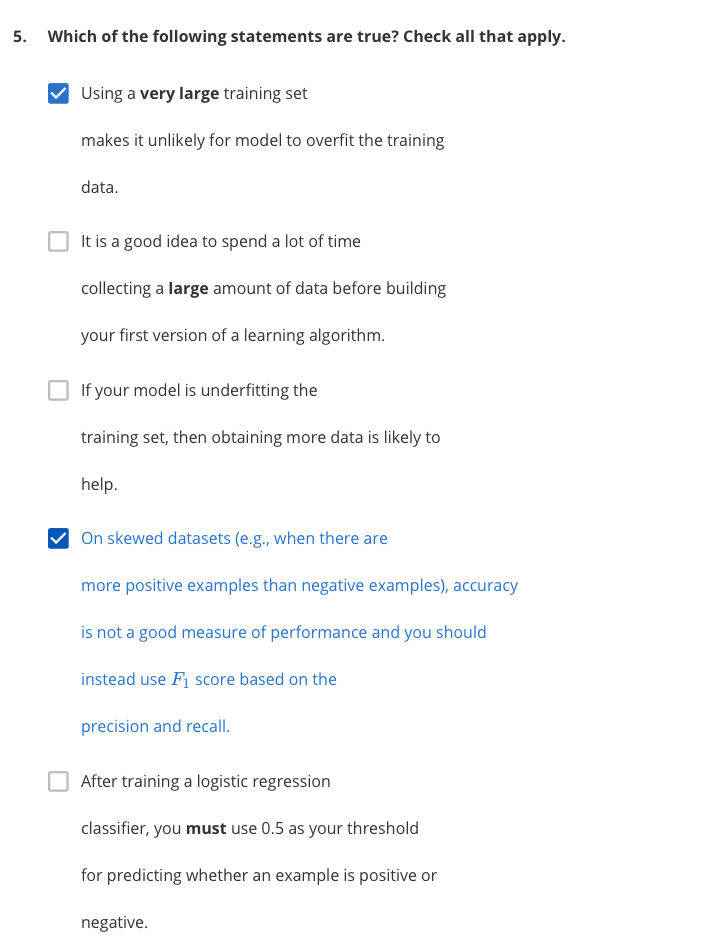 5. Which of the following statements are true? Check all that apply.
Using a very large training set
makes it unlikely for model to overfit the training
data.
It is a good idea to spend a lot of time
collecting a large amount of data before building
your first version of a learning algorithm.
If your model is underfitting the
training set, then obtaining more data is likely to
help.
On skewed datasets (e.g., when there are
more positive examples than negative examples), accuracy
is not a good measure of performance and you should
instead use F₁ score based on the
precision and recall.
After training a logistic regression
classifier, you must use 0.5 as your threshold
for predicting whether an example is positive or
negative.